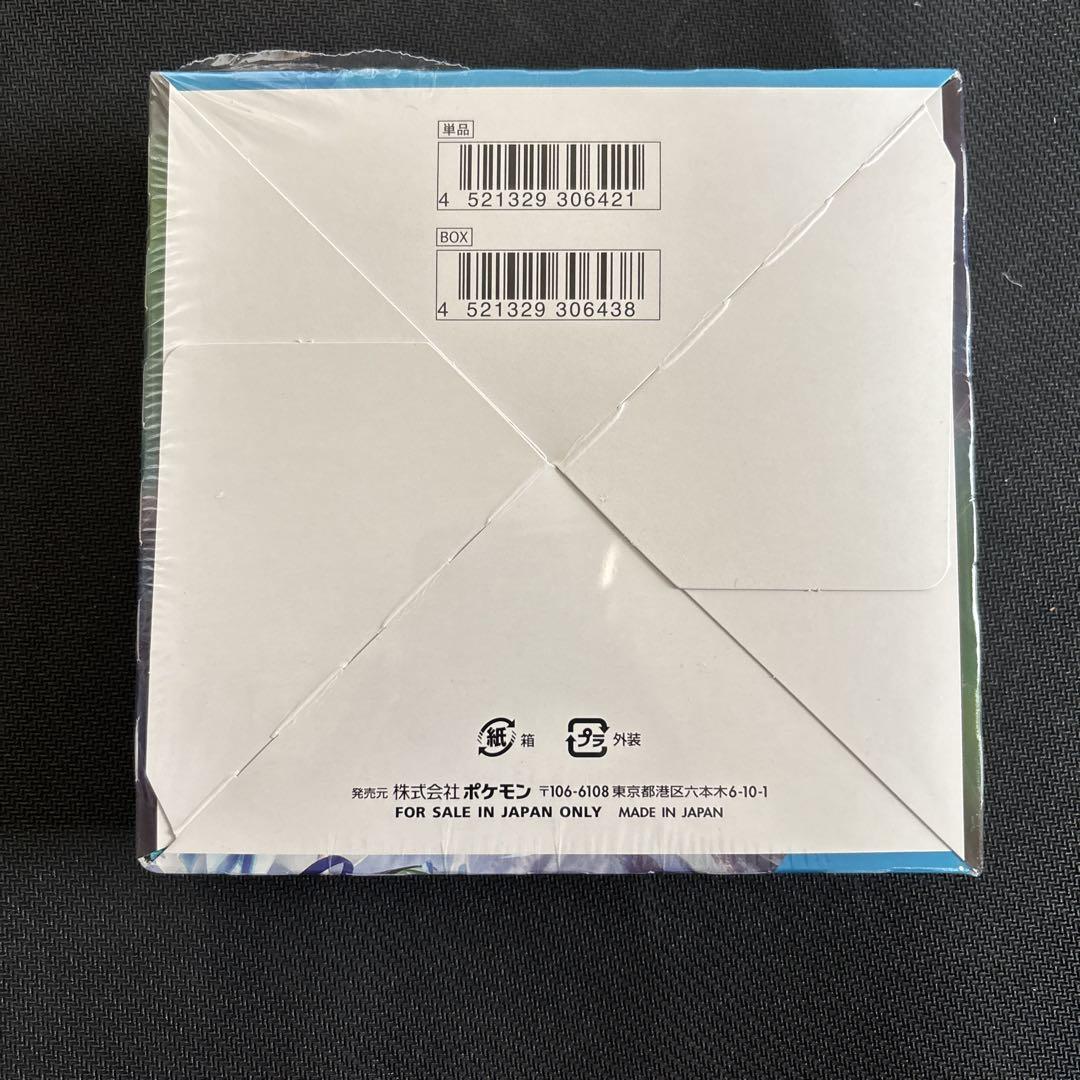 単品
4 521329 306421
BOX
4 521329 306438
紙 箱 プラ 外装
発売元 株式会社ポケモン 〒106-6108 東京都港区六本木6-10-1
FOR SALE IN JAPAN ONLY MADE IN JAPAN